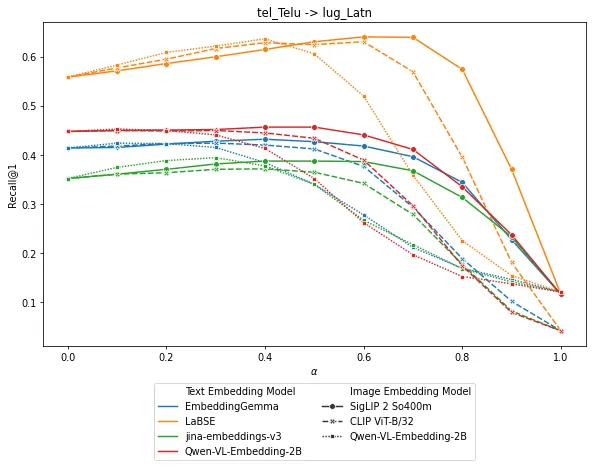 tel_Telu -> lug_Latn
Recall@1
0.6
0.5
0.4
0.3
0.2
0.1
0.0 0.2 0.4 0.6 0.8 1.0
α
Text Embedding Model
EmbeddingGemma
LaBSE
jina-embeddings-v3
Qwen-VL-Embedding-2B
Image Embedding Model
SigLIP 2 So400m
CLIP ViT-B/32
Qwen-VL-Embedding-2B